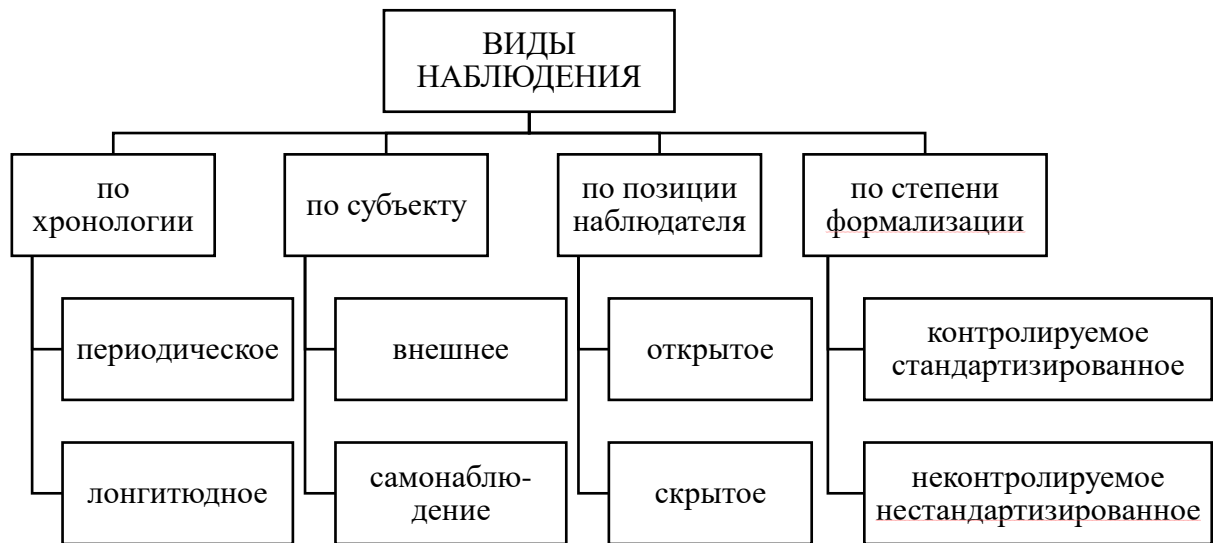 ВИДЫ
НАБЛЮДЕНИЯ
по
хронологии
по субъекту
по позиции
наблюдателя
по степени
формализации
периодическое
внешнее
открытое
контролируемое
стандартизированное
лонгитюдное
самонаблю-
дение
скрытое
неконтролируемое
нестандартизированное